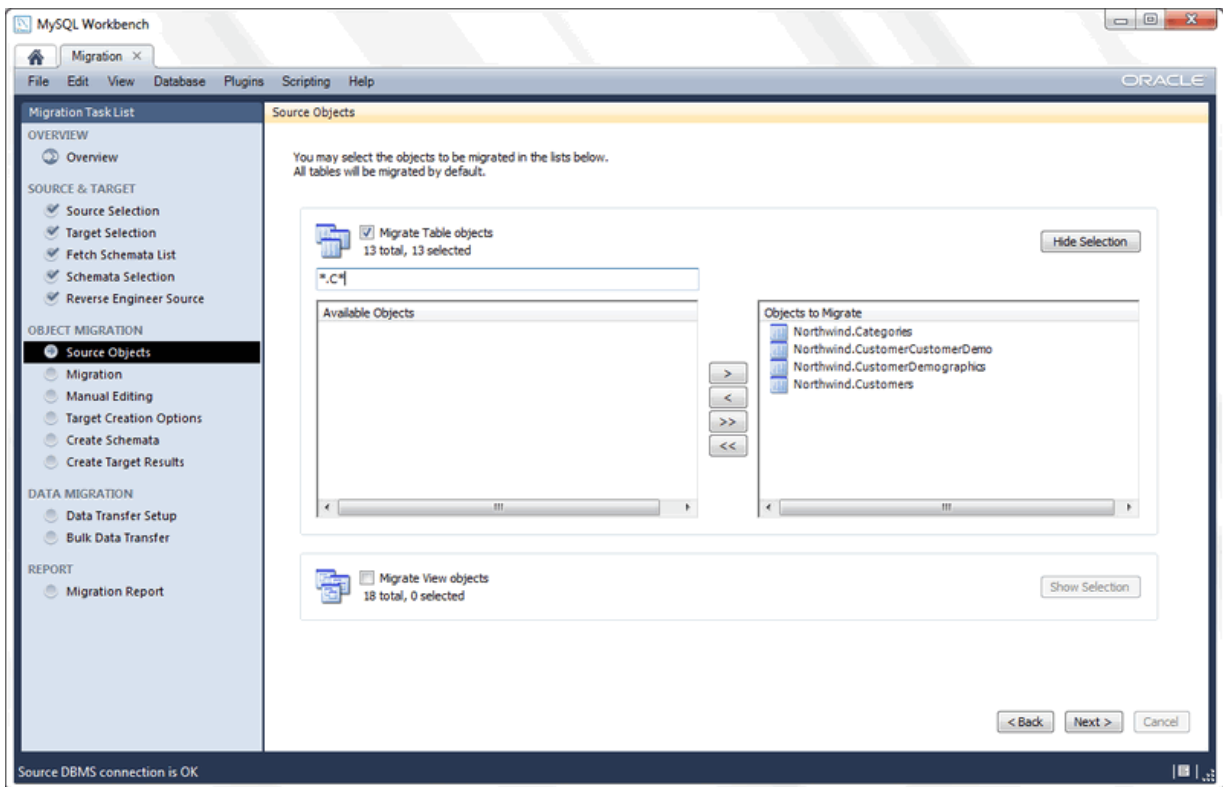 MySQL Workbench
Migration
File Edit View Database Plugins Scripting Help
ORACLE
Migration Task List
OVERVIEW
Overview
SOURCE & TARGET
Source Selection
Target Selection
Fetch Schemata List
Schemata Selection
Reverse Engineer Source
OBJECT MIGRATION
Source Objects
Migration
Manual Editing
Target Creation Options
Create Schemata
Create Target Results
DATA MIGRATION
Data Transfer Setup
Bulk Data Transfer
REPORT
Migration Report
Source Objects
You may select the objects to be migrated in the lists below.
All tables will be migrated by default.
Migrate Table objects
13 total, 13 selected
Hide Selection
*.C*
Available Objects
>
<
>>
<<
Objects to Migrate
Northwind.Categories
Northwind.CustomerCustomerDemo
Northwind.CustomerDemographics
Northwind.Customers
Migrate View objects
18 total, 0 selected
Show Selection
< Back Next > Cancel
Source DBMS connection is OK